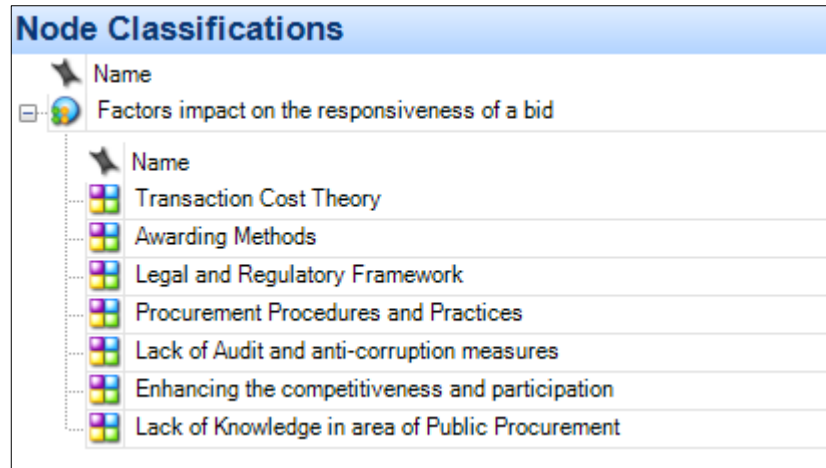 Node Classifications
Name
Factors impact on the responsiveness of a bid
Name
Transaction Cost Theory
Awarding Methods
Legal and Regulatory Framework
Procurement Procedures and Practices
Lack of Audit and anti-corruption measures
Enhancing the competitiveness and participation
Lack of Knowledge in area of Public Procurement